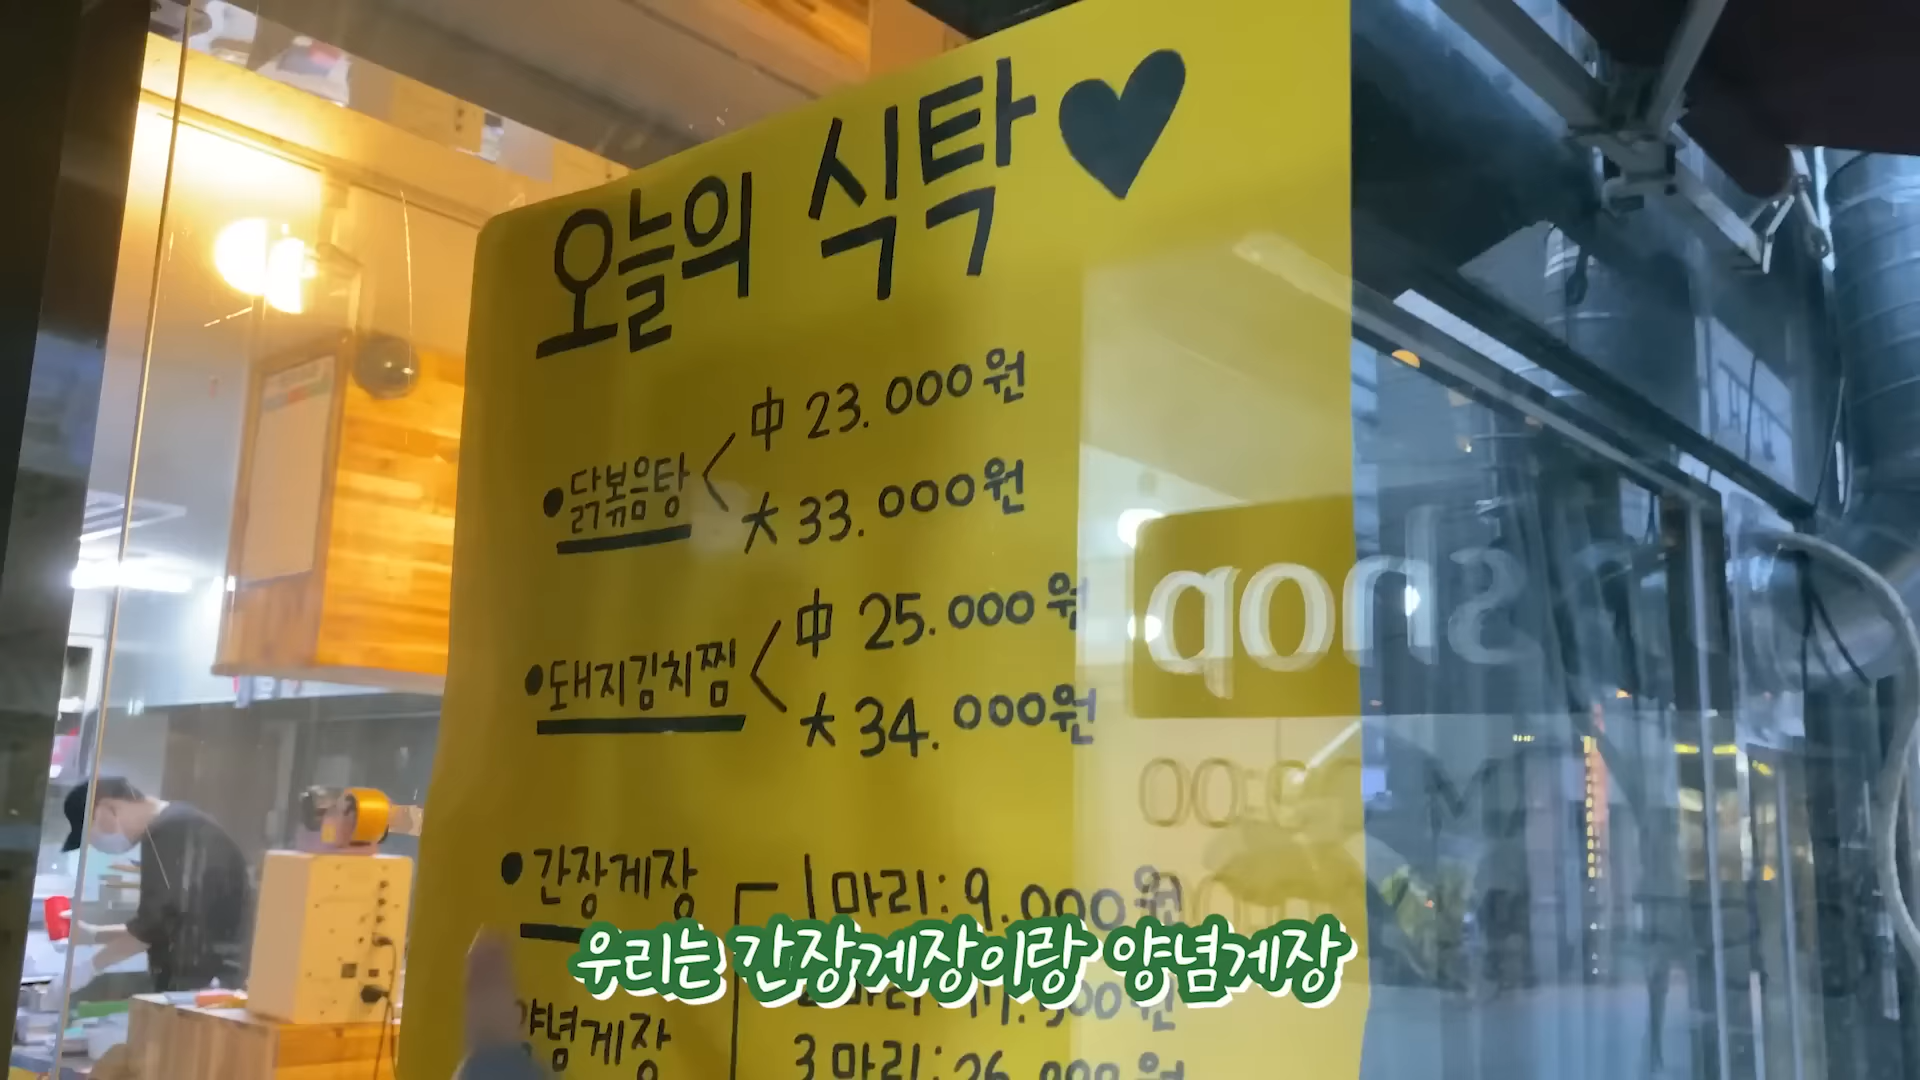 오늘의 식탁♥
•닭볶음탕 < 中 23.000원
大 33.000원
•돼지김치찜 < 中 25.000원
大 34.000원
•간장게장 1마리: 9.000원
우리는 간장게장이랑 양념게장
양념게장
3마리: 26.000원
shop